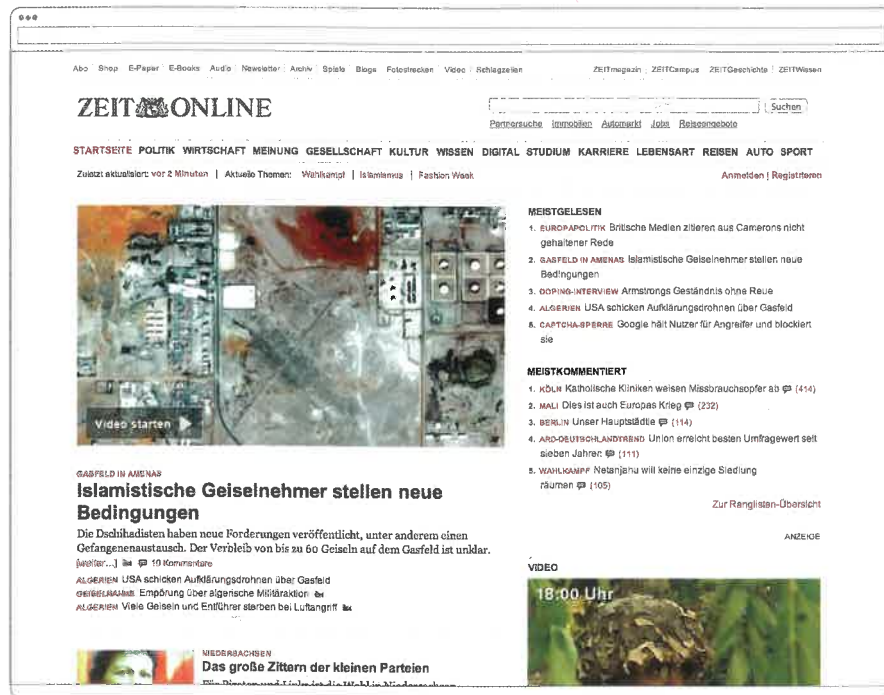 Abo Shop E-Paper E-Books Audio Newsletter Archiv Spiele Blogs Fotostrecken Video Schlagzeilen
ZEITmagazin ZEITCampus ZEITGeschichte ZEITWissen
ZEIT ONLINE
Suchen
Partnersuche Immobilien Automarkt Jobs Reiseangebote
STARTSEITE POLITIK WIRTSCHAFT MEINUNG GESELLSCHAFT KULTUR WISSEN DIGITAL STUDIUM KARRIERE LEBENSART REISEN AUTO SPORT
Zuletzt aktualisiert: vor 2 Minuten | Aktuelle Themen: Wahlkampf | Islamismus | Fashion Week
Anmelden | Registrieren
Video starten
GASFELD IN AMENAS
Islamistische Geiselnehmer stellen neue
Bedingungen
Die Dschihadisten haben neue Forderungen veröffentlicht, unter anderem einen
Gefangenenaustausch. Der Verbleib von bis zu 60 Geiseln auf dem Gasfeld ist unklar.
[weiter...] 10 Kommentare
ALGERIEN USA schicken Aufklärungsdrohnen über Gasfeld
GEISELNAHME Empörung über algerische Militäraktion
ALGERIEN Viele Geiseln und Entführer sterben bei Luftangriff
NIEDERSACHSEN
Das große Zittern der kleinen Parteien
Für Piraten und Linke ist die Wahl in Niedersachsen
MEISTGELESEN
1. EUROPAPOLITIK Britische Medien zitieren aus Camerons nicht
gehaltener Rede
2. GASFELD IN AMENAS Islamistische Geiselnehmer stellen neue
Bedingungen
3. DOPING-INTERVIEW Armstrongs Geständnis ohne Reue
4. ALGERIEN USA schicken Aufklärungsdrohnen über Gasfeld
5. CAPTCHA-SPERRE Google hält Nutzer für Angreifer und blockiert
sie
MEISTKOMMENTIERT
1. KÖLN Katholische Kliniken weisen Missbrauchsopfer ab (414)
2. MALI Dies ist auch Europas Krieg (232)
3. BERLIN Unser Hauptstädtle (114)
4. ARD-DEUTSCHLANDTREND Union erreicht besten Umfragewert seit
sieben Jahren (111)
5. WAHLKAMPF Netanjahu will keine einzige Siedlung
räumen (105)
Zur Ranglisten-Übersicht
ANZEIGE
VIDEO
18:00 Uhr